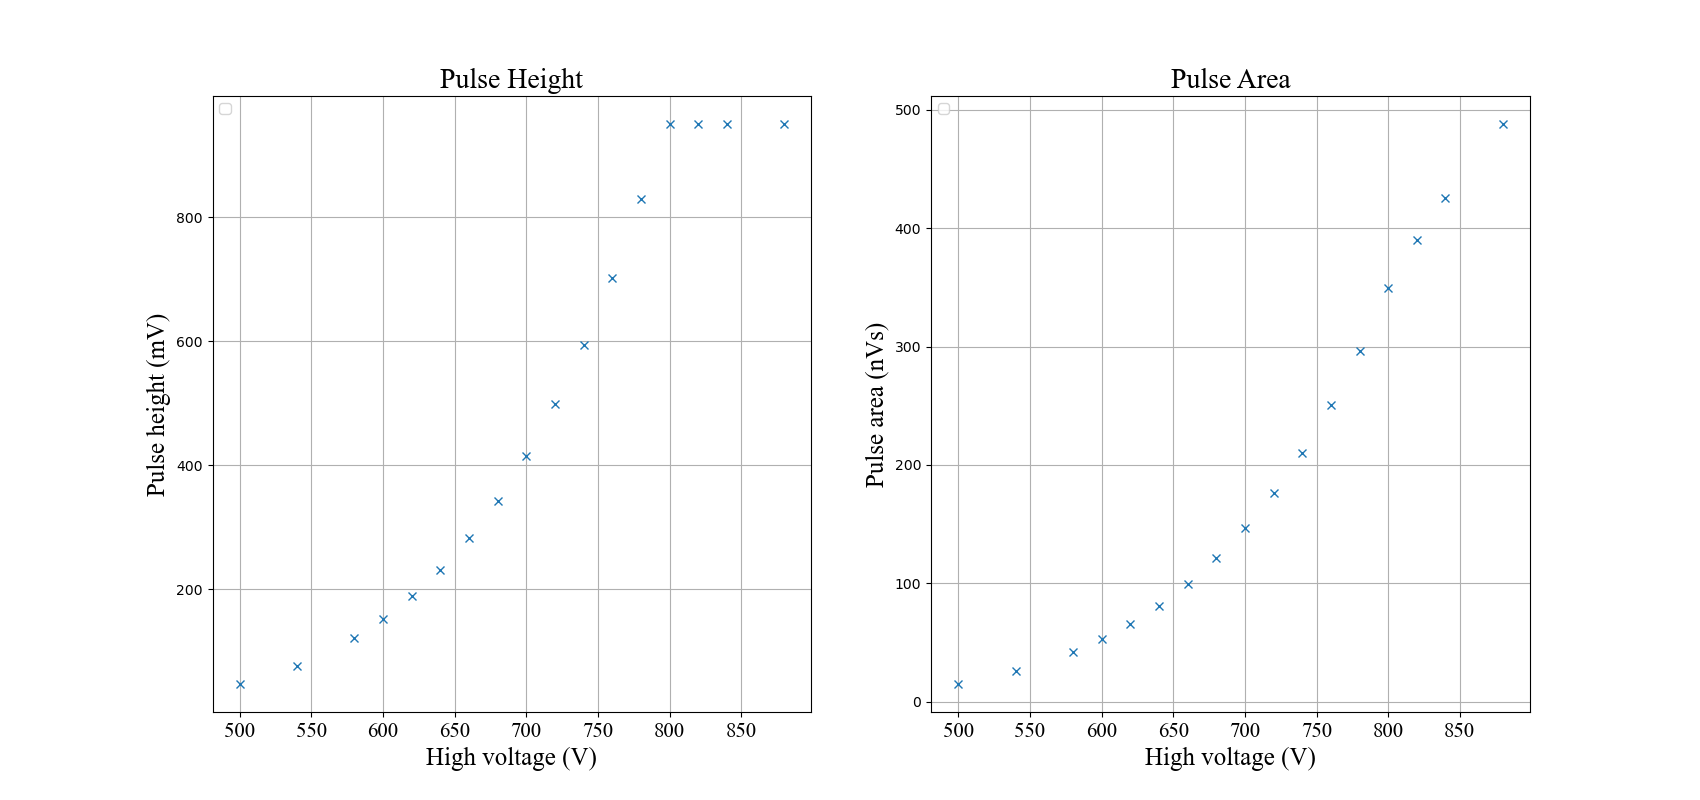 Pulse Height
800
600
400
200
Pulse height (mV)
500 550 600 650 700 750 800 850
High voltage (V)
Pulse Area
500
400
300
200
100
0
Pulse area (nVs)
500 550 600 650 700 750 800 850
High voltage (V)